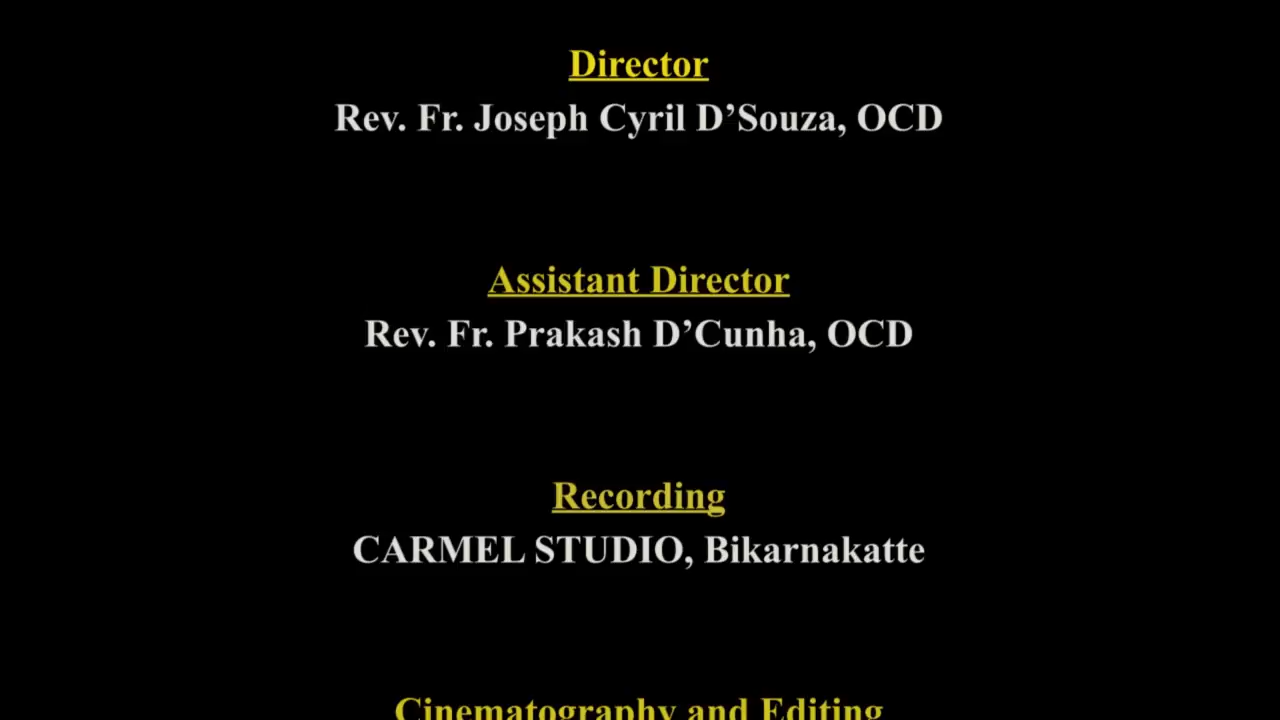 Director
Rev. Fr. Joseph Cyril D’Souza, OCD
Assistant Director
Rev. Fr. Prakash D’Cunha, OCD
Recording
CARMEL STUDIO, Bikarnakatte
Cinematography and Editing